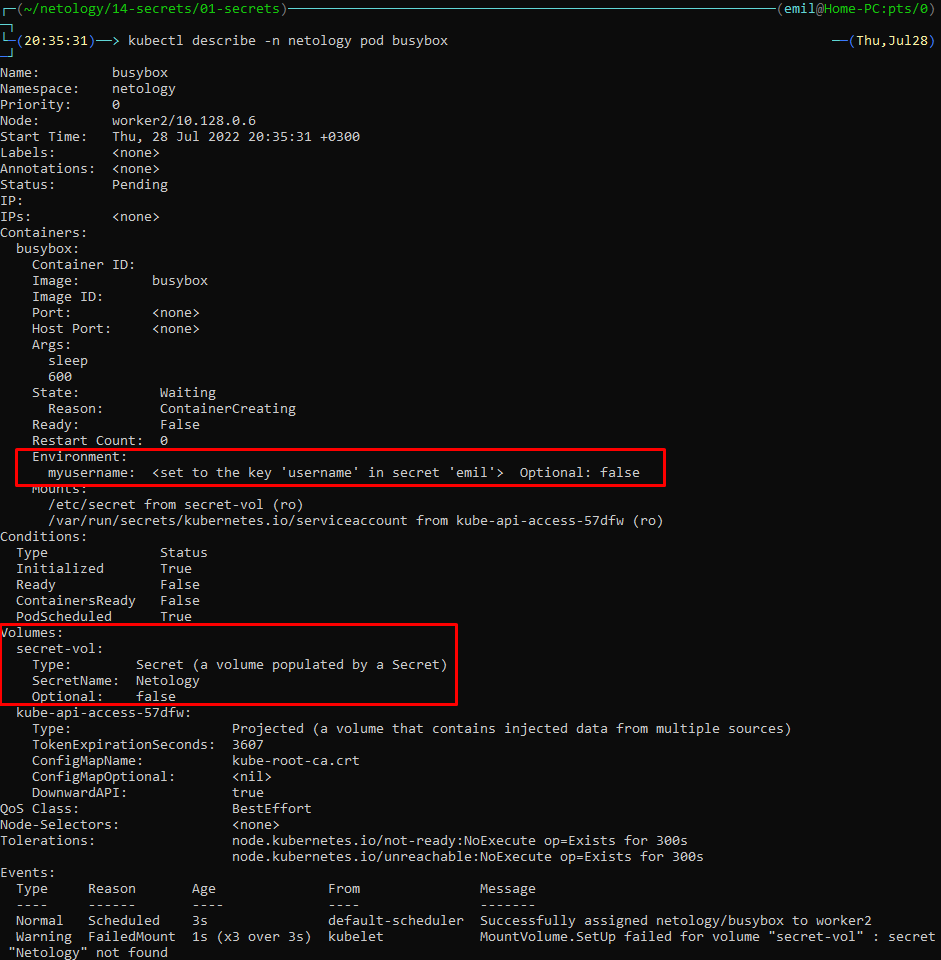 (~/netology/14-secrets/01-secrets) (emil@Home-PC:pts/0)
(20:35:31)──> kubectl describe -n netology pod busybox ──(Thu,Jul28)
Name:         busybox
Namespace:    netology
Priority:     0
Node:         worker2/10.128.0.6
Start Time:   Thu, 28 Jul 2022 20:35:31 +0300
Labels:       <none>
Annotations:  <none>
Status:       Pending
IP:
IPs:          <none>
Containers:
  busybox:
    Container ID:
    Image:         busybox
    Image ID:
    Port:          <none>
    Host Port:     <none>
    Args:
      sleep
      600
    State:          Waiting
      Reason:       ContainerCreating
    Ready:          False
    Restart Count:  0
    Environment:
      myusername:  <set to the key 'username' in secret 'emil'>  Optional: false
    Mounts:
      /etc/secret from secret-vol (ro)
      /var/run/secrets/kubernetes.io/serviceaccount from kube-api-access-57dfw (ro)
Conditions:
  Type              Status
  Initialized       True
  Ready             False
  ContainersReady   False
  PodScheduled      True
Volumes:
  secret-vol:
    Type:        Secret (a volume populated by a Secret)
    SecretName:  Netology
    Optional:    false
  kube-api-access-57dfw:
    Type:                    Projected (a volume that contains injected data from multiple sources)
    TokenExpirationSeconds:  3607
    ConfigMapName:           kube-root-ca.crt
    ConfigMapOptional:       <nil>
    DownwardAPI:             true
QoS Class:                   BestEffort
Node-Selectors:              <none>
Tolerations:                 node.kubernetes.io/not-ready:NoExecute op=Exists for 300s
                             node.kubernetes.io/unreachable:NoExecute op=Exists for 300s
Events:
  Type     Reason       Age              From               Message
  ----     ------       ----             ----               -------
  Normal   Scheduled    3s               default-scheduler  Successfully assigned netology/busybox to worker2
  Warning  FailedMount  1s (x3 over 3s)  kubelet            MountVolume.SetUp failed for volume "secret-vol" : secret
 "Netology" not found